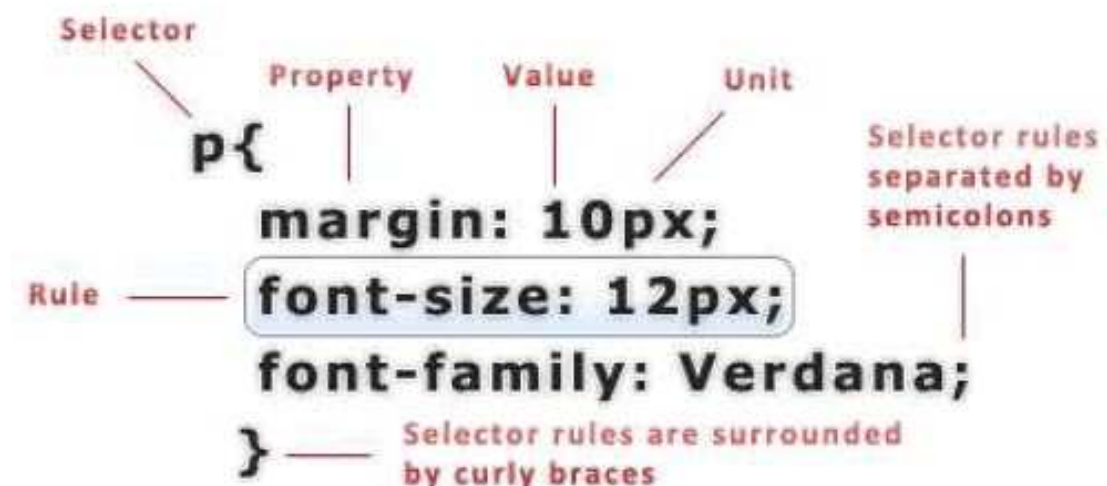 Selector
Property Value Unit
p{
Selector rules
separated by
semicolons
margin: 10px;
Rule
font-size: 12px;
font-family: Verdana;
}
Selector rules are surrounded
by curly braces